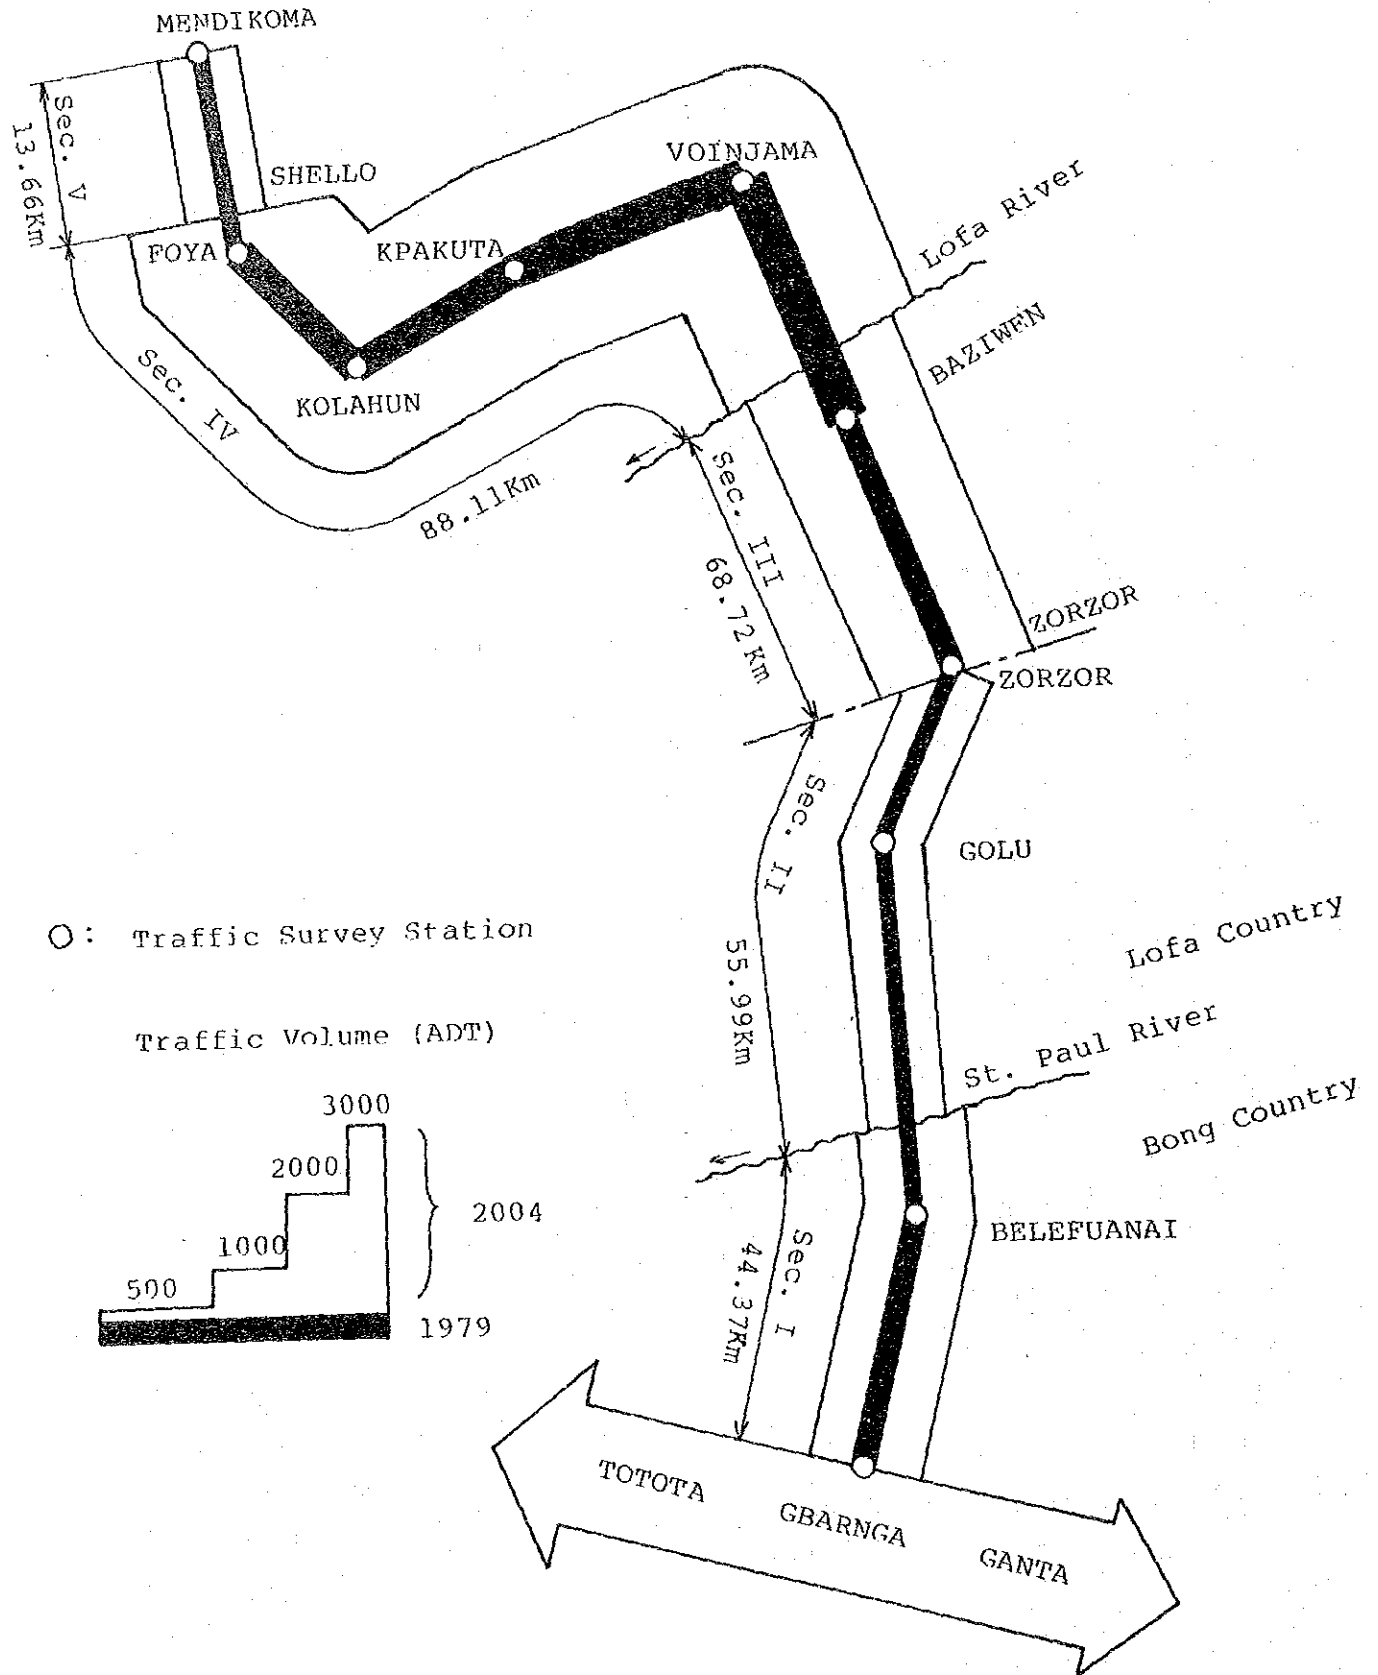 MENDIKOMA
Sec. V
13.66Km
SHELLO
VOINJAMA
Lofa River
FOYA
KPAKUTA
BAZIWEN
Sec. IV
KOLAHUN
88.11Km
Sec. III
68.72Km
ZORZOR
ZORZOR
Sec. II
55.99Km
GOLU
O: Traffic Survey Station
Lofa Country
Traffic Volume (ADT)
St. Paul River
Bong Country
3000
2000
1000
500
2004
1979
BELEFUANAI
Sec. I
44.37Km
TOTOTA GBARNGA GANTA